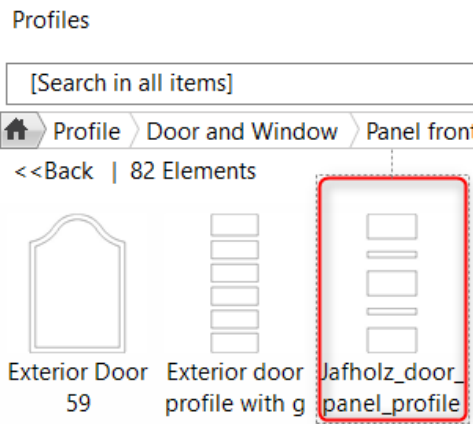 Profiles
[Search in all items]
Profile Door and Window Panel front
<<Back | 82 Elements
Exterior Door Exterior door Jafholz_door_
59 profile with g panel_profile